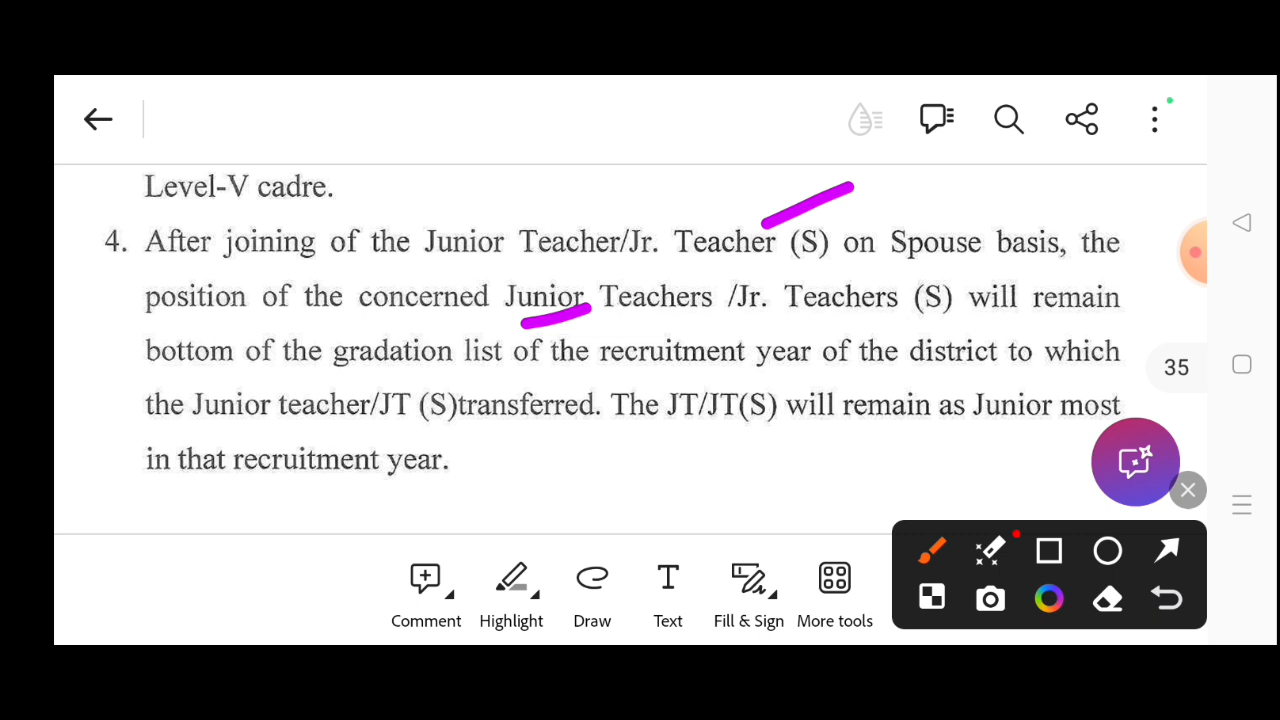 Level-V cadre.
4. After joining of the Junior Teacher/Jr. Teacher (S) on Spouse basis, the
position of the concerned Junior Teachers /Jr. Teachers (S) will remain
bottom of the gradation list of the recruitment year of the district to which
the Junior teacher/JT (S)transferred. The JT/JT(S) will remain as Junior most
in that recruitment year.
35
Comment Highlight Draw Text Fill & Sign More tools